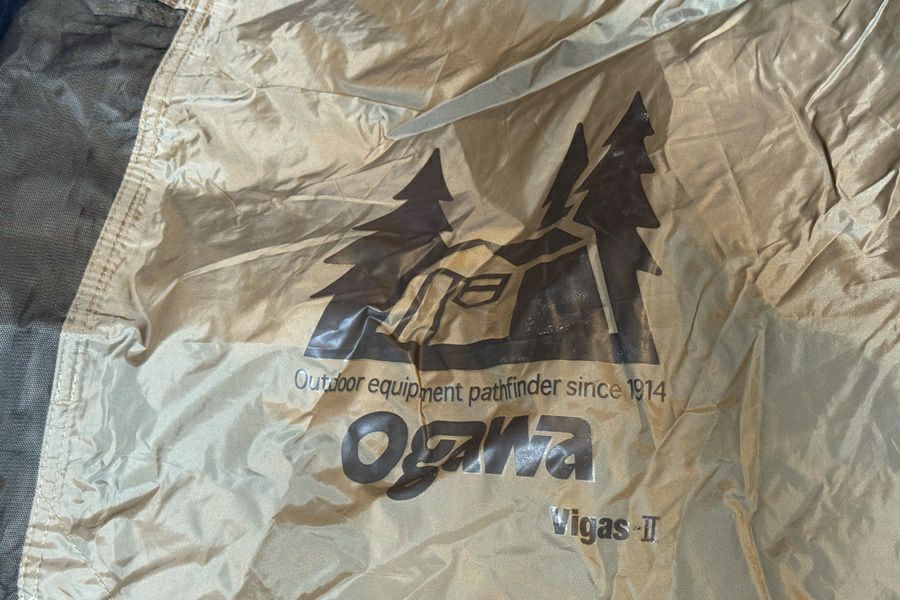 Outdoor equipment pathfinder since 1914
Ogawa
Vigas-II